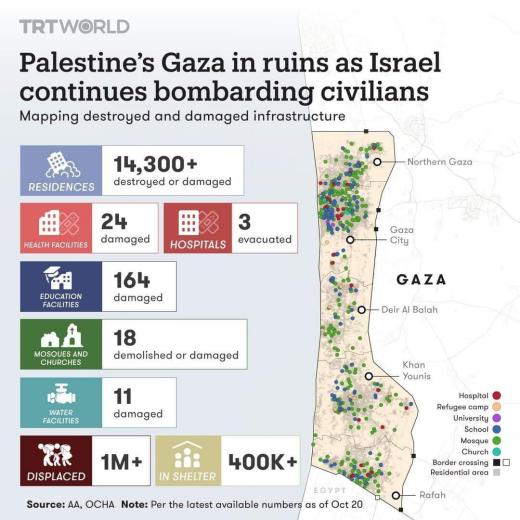 TRTWORLD
Palestine's Gaza in ruins as Israel
continues bombarding civilians
Mapping destroyed and damaged infrastructure
RESIDENCES
14,300+
destroyed or damaged
HEALTH FACILITIES
24
damaged
HOSPITALS
3
evacuated
EDUCATION
FACILITIES
164
damaged
MOSQUES AND
CHURCHES
18
demolished or damaged
WATER
FACILITIES
11
damaged
DISPLACED
1M+
IN SHELTER
400K+
Northern Gaza
Gaza
City
GAZA
Deir Al Balah
Khan
Younis
Rafah
EGYPT
Hospital
Refugee camp
University
School
Mosque
Church
Border crossing
Residential area
Source: AA, OCHA Note: Per the latest available numbers as of Oct 20